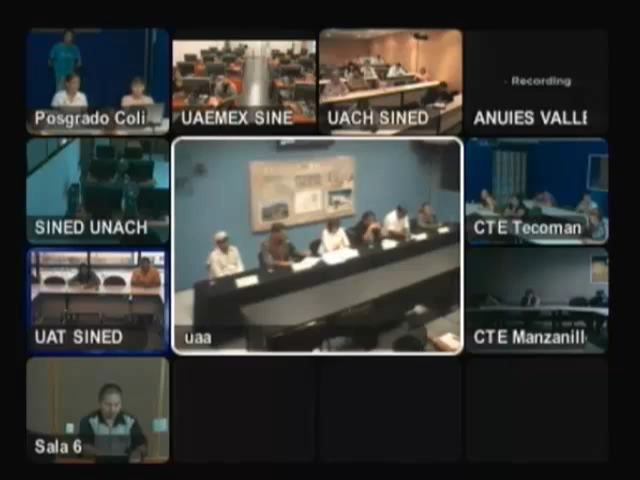 Posgrado Coli
UAEMEX SINE
UACH SINED
Recording
ANUIES VALLE
SINED UNACH
CTE Tecoman
UAT SINED
uaa
CTE Manzanill
Sala 6